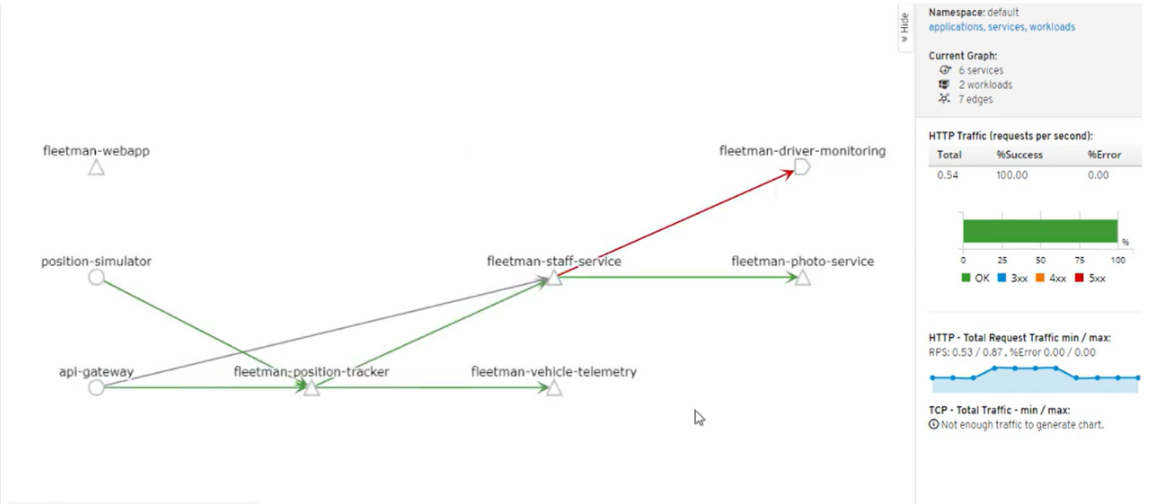 Hide
Namespace: default
applications, services, workloads
Current Graph:
6 services
2 workloads
7 edges
HTTP Traffic (requests per second):
Total %Success %Error
0.54 100.00 0.00
%
0 25 50 75 100
OK 3xx 4xx 5xx
HTTP - Total Request Traffic min / max:
RPS: 0.53 / 0.87 , %Error 0.00 / 0.00
TCP - Total Traffic - min / max:
Not enough traffic to generate chart.
fleetman-webapp
fleetman-driver-monitoring
position-simulator
fleetman-staff-service
fleetman-photo-service
api-gateway
fleetman-position-tracker
fleetman-vehicle-telemetry